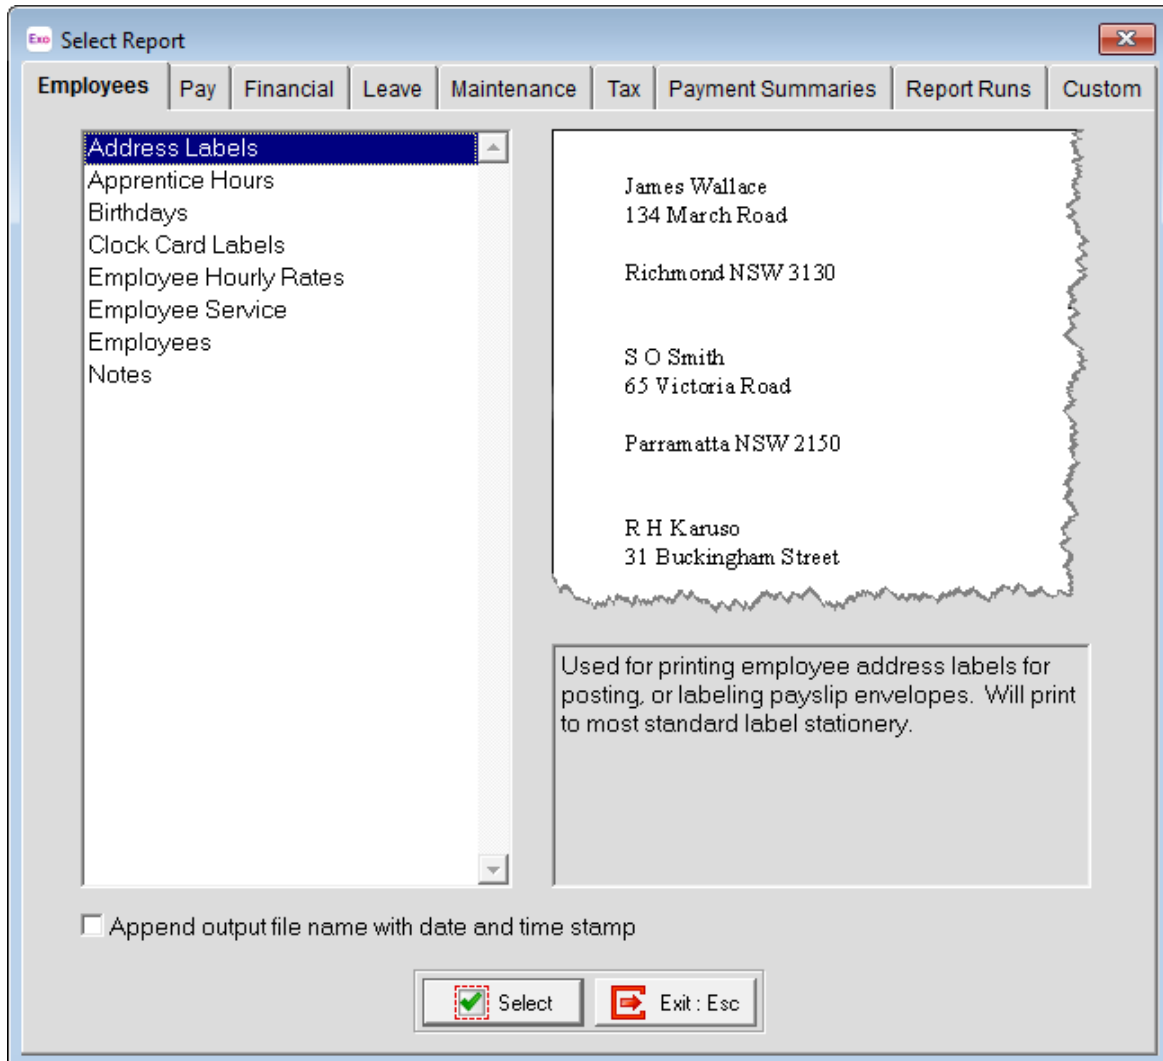 Exo Select Report
Employees Pay Financial Leave Maintenance Tax Payment Summaries Report Runs Custom
Address Labels
Apprentice Hours
Birthdays
Clock Card Labels
Employee Hourly Rates
Employee Service
Employees
Notes
James Wallace
134 March Road
Richmond NSW 3130
S O Smith
65 Victoria Road
Parramatta NSW 2150
R H Karuso
31 Buckingham Street
Used for printing employee address labels for
posting, or labeling payslip envelopes. Will print
to most standard label stationery.
Append output file name with date and time stamp
Select Exit : Esc